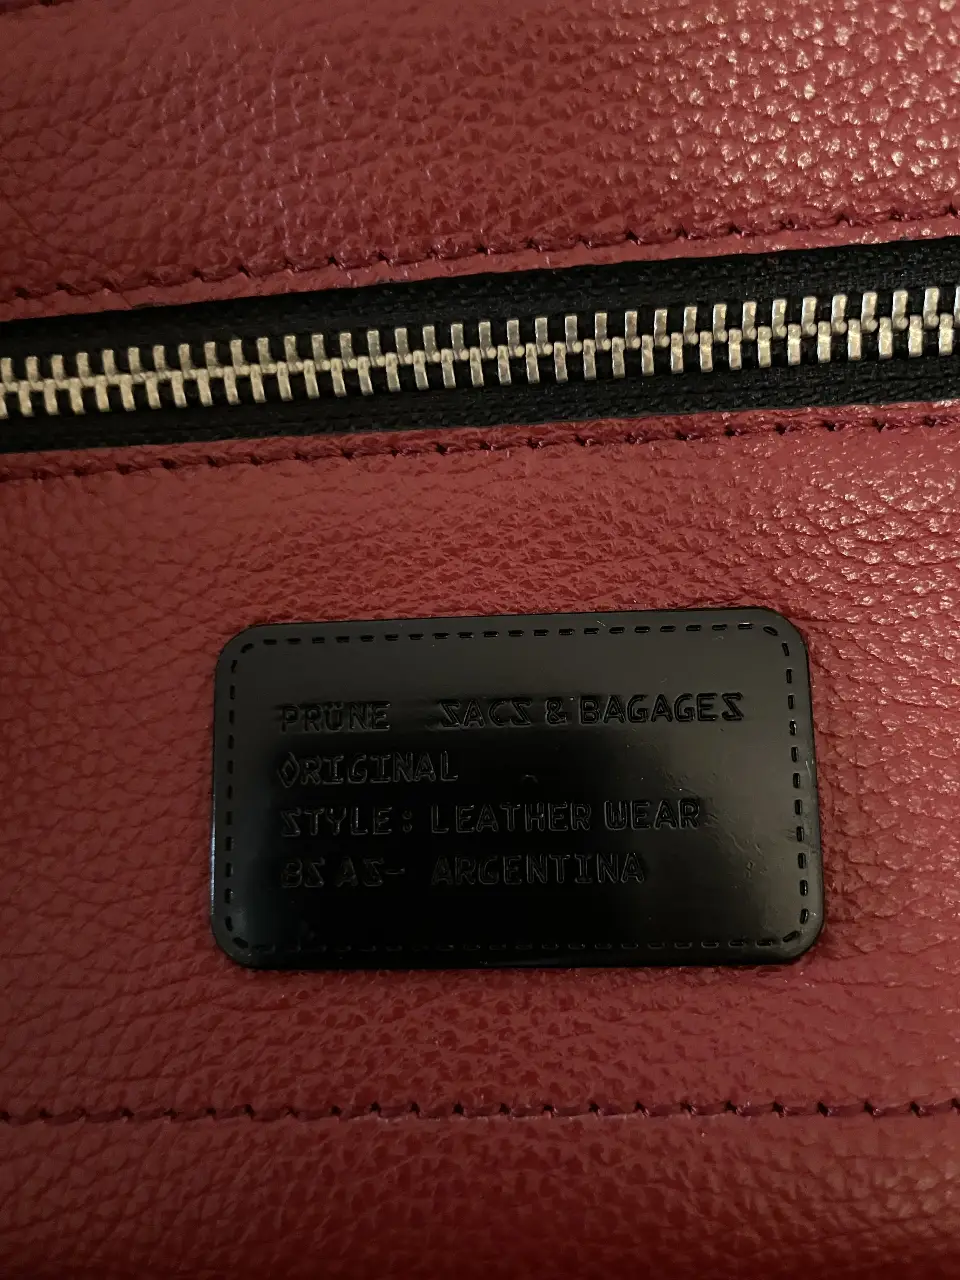 PRÜNE SACS & BAGAGES
ORIGINAL
STYLE: LEATHER WEAR
BS AS- ARGENTINA